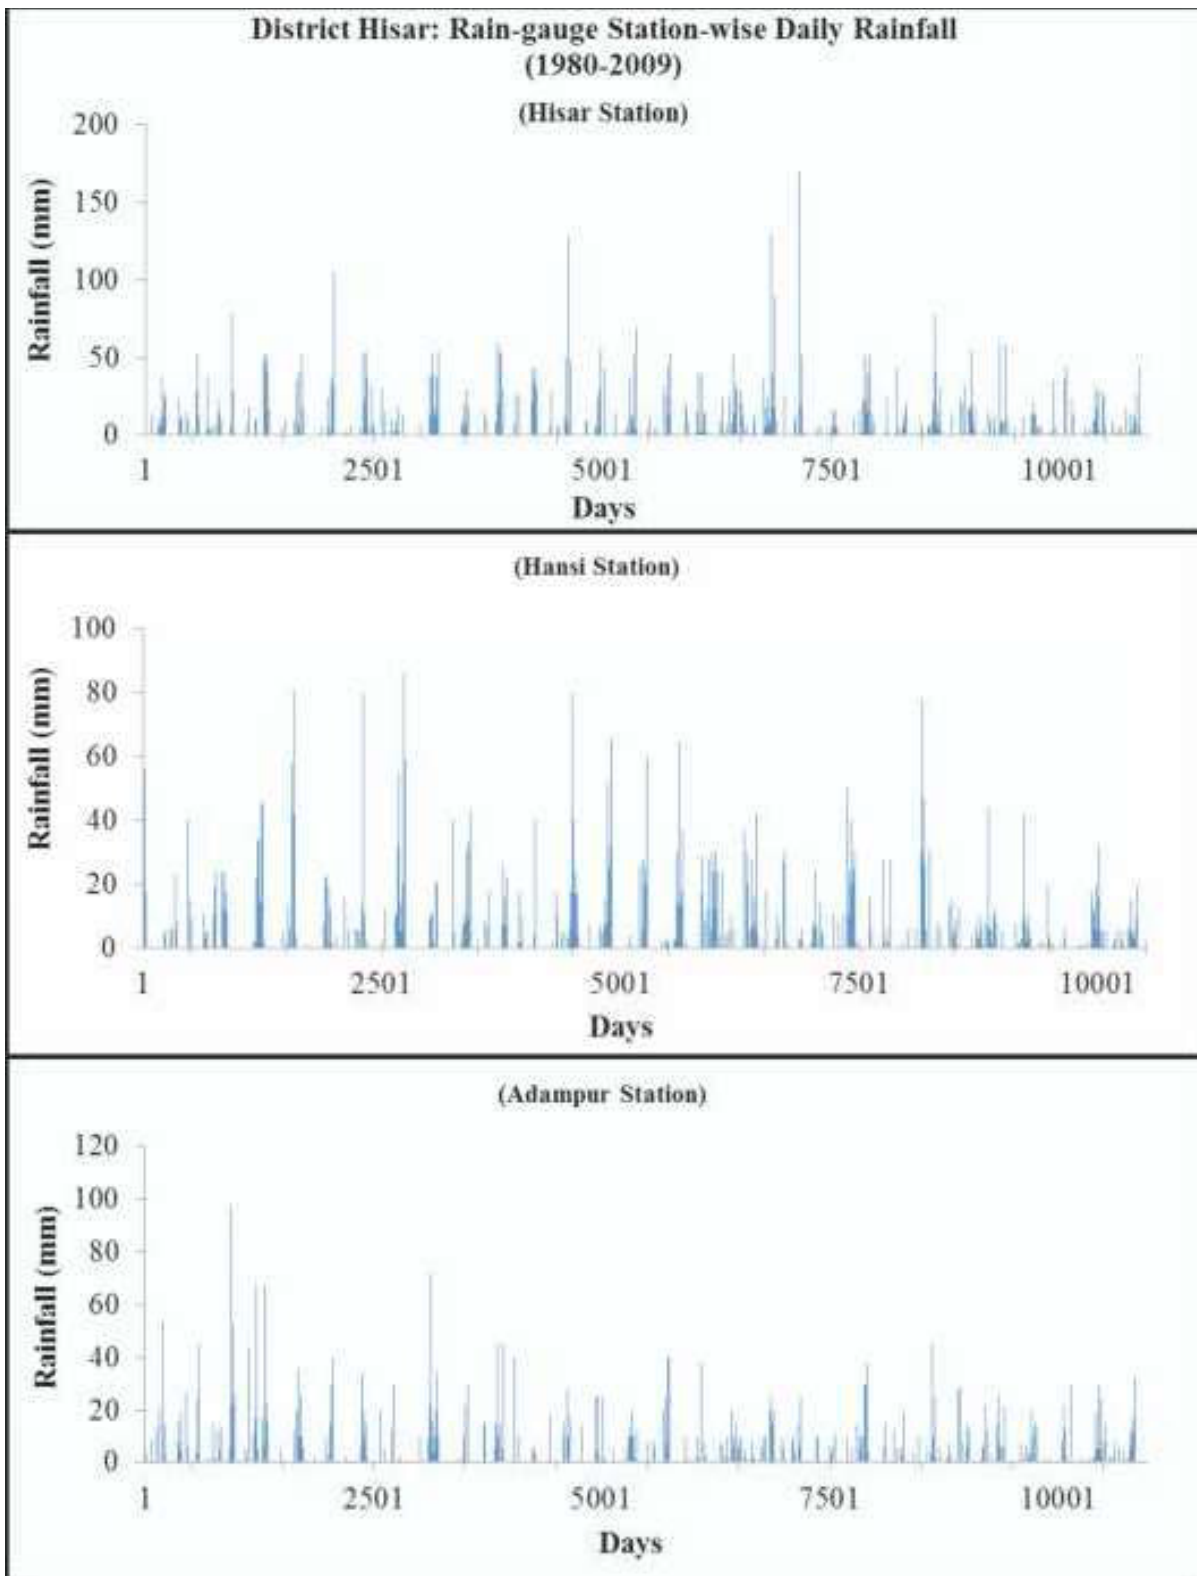 District Hisar: Rain-gauge Station-wise Daily Rainfall
(1980-2009)
(Hisar Station)
200
150
100
50
0
Rainfall (mm)
1 2501 5001 7501 10001
Days
(Hansi Station)
100
80
60
40
20
0
Rainfall (mm)
1 2501 5001 7501 10001
Days
(Adampur Station)
120
100
80
60
40
20
0
Rainfall (mm)
1 2501 5001 7501 10001
Days